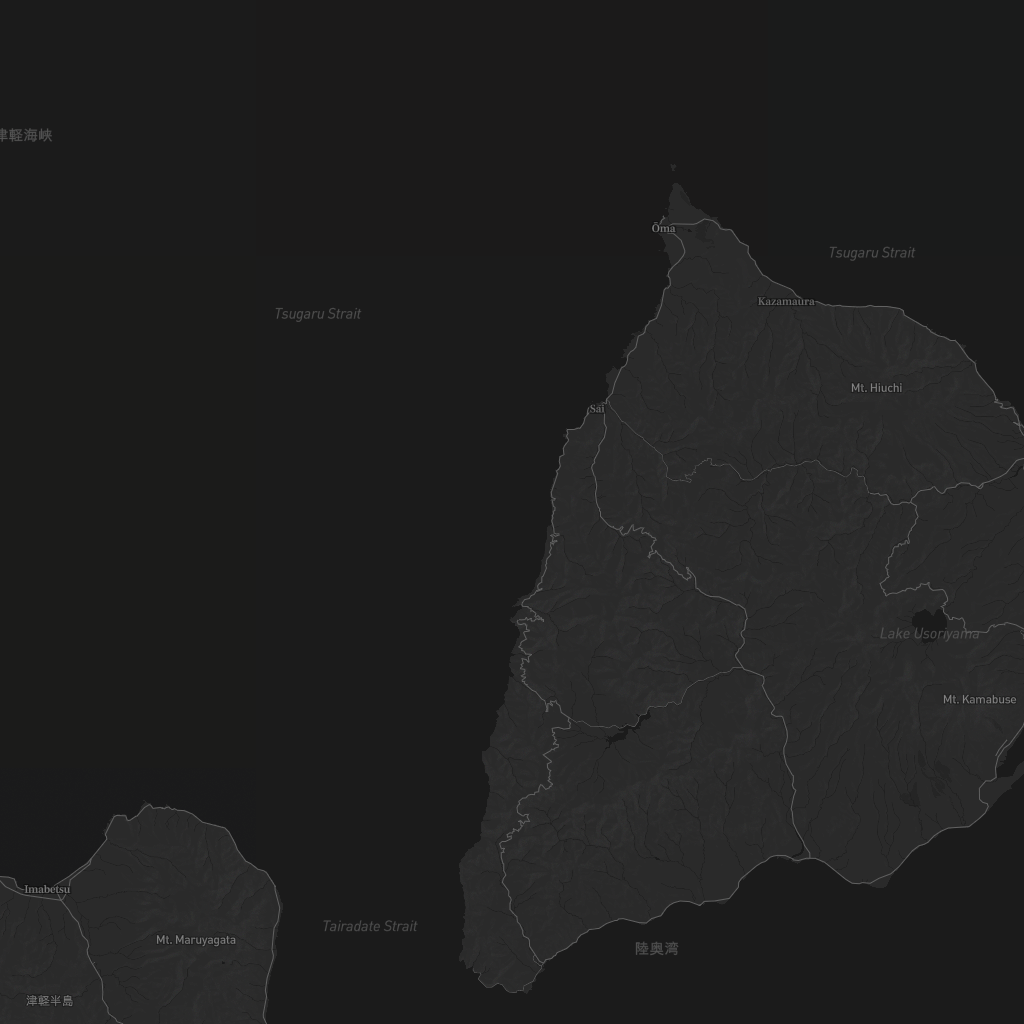 津軽海峡
Ōma
Tsugaru Strait
Kazamaura
Tsugaru Strait
Mt. Hiuchi
Sai
Lake Usoriyama
Mt. Kamabuse
Imabetsu
Tairadate Strait
Mt. Maruyagata
陸奥湾
津軽半島